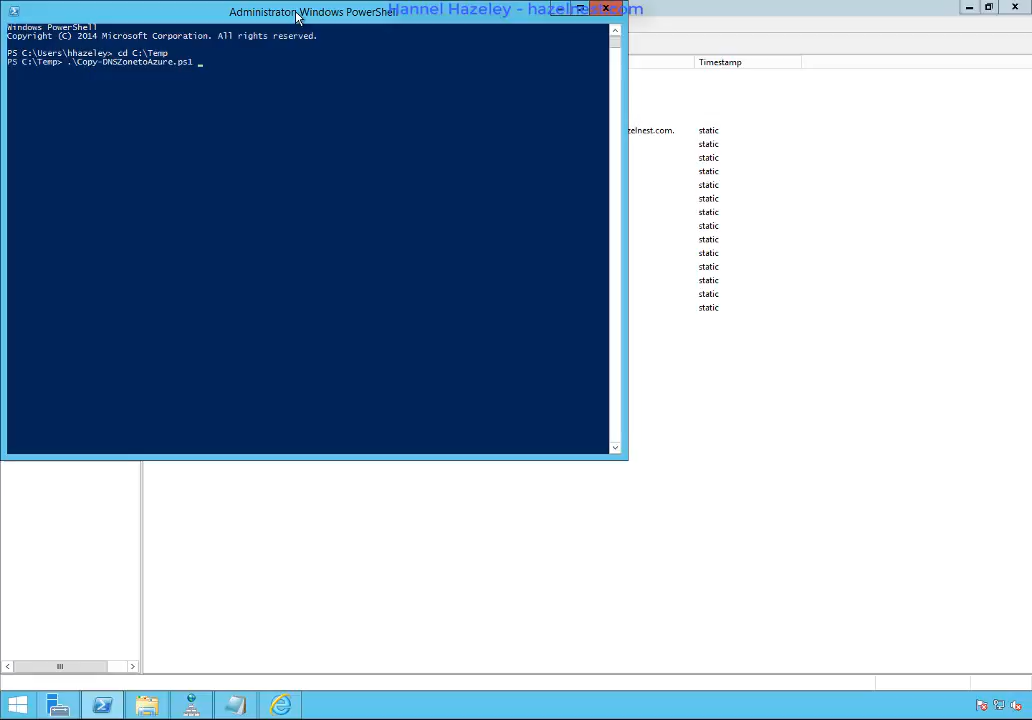 Administrator: Windows PowerShell
Hannel Hazeley - hazelnest.com
Windows PowerShell
Copyright (C) 2014 Microsoft Corporation. All rights reserved.
PS C:\Users\hhazeley> cd C:\Temp
PS C:\Temp> .\Copy-DNSZonetoAzure.ps1 _
Timestamp
zelnest.com. static
static
static
static
static
static
static
static
static
static
static
static
static
static